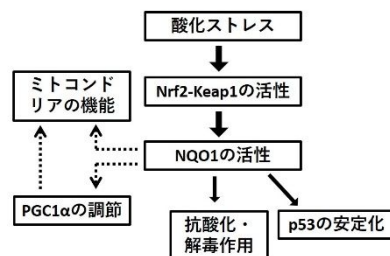 酸化ストレス
ミトコンド
リアの機能
Nrf2-Keap1の活性
NQO1の活性
PGC1αの調節
抗酸化・
解毒作用
p53の安定化